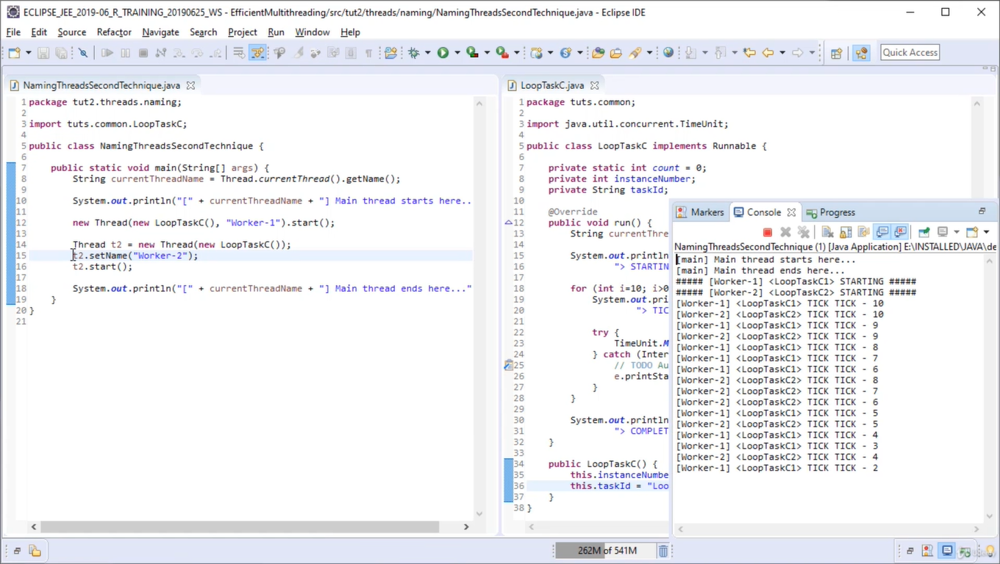 ECLIPSE_JEE_2019-06_R_TRAINING_20190625_WS - EfficientMultithreading/src/tut2/threads/naming/NamingThreadsSecondTechnique.java - Eclipse IDE
File Edit Source Refactor Navigate Search Project Run Window Help
Quick Access
NamingThreadsSecondTechnique.java
1 package tut2.threads.naming;
2
3 import tuts.common.LoopTaskC;
4
5 public class NamingThreadsSecondTechnique {
6
7 public static void main(String[] args) {
8 String currentThreadName = Thread.currentThread().getName();
9
10 System.out.println("[" + currentThreadName + "] Main thread starts here..
11
12 new Thread(new LoopTaskC(), "Worker-1").start();
13
14 Thread t2 = new Thread(new LoopTaskC());
15 t2.setName("Worker-2");
16 t2.start();
17
18 System.out.println("[" + currentThreadName + "] Main thread ends here..."
19 }
20 }
21
LoopTaskC.java
1 package tuts.common;
2
3 import java.util.concurrent.TimeUnit;
4
5 public class LoopTaskC implements Runnable {
6
7 private static int count = 0;
8 private int instanceNumber;
9 private String taskId;
10
11 @Override
12 public void run() {
13 String currentThre
14
15 System.out.println
16 "> STARTIN
17
18 for (int i=10; i>0
19 System.out.pri
20 "> TIC
21
22 try {
23 TimeUnit.M
24 } catch (Inter
25 // TODO Au
26 e.printSta
27 }
28 }
29
30 System.out.println
31 "> COMPLET
32 }
33
34 public LoopTaskC() {
35 this.instanceNumbe
36 this.taskId = "Loo
37 }
38 }
Markers Console Progress
NamingThreadsSecondTechnique (1) [Java Application] E:\INSTALLED\JAVA\de
[main] Main thread starts here...
[main] Main thread ends here...
##### [Worker-1] <LoopTaskC1> STARTING #####
##### [Worker-2] <LoopTaskC2> STARTING #####
[Worker-1] <LoopTaskC1> TICK TICK - 10
[Worker-2] <LoopTaskC2> TICK TICK - 10
[Worker-1] <LoopTaskC1> TICK TICK - 9
[Worker-2] <LoopTaskC2> TICK TICK - 9
[Worker-1] <LoopTaskC1> TICK TICK - 8
[Worker-1] <LoopTaskC1> TICK TICK - 7
[Worker-1] <LoopTaskC1> TICK TICK - 6
[Worker-2] <LoopTaskC2> TICK TICK - 8
[Worker-2] <LoopTaskC2> TICK TICK - 7
[Worker-2] <LoopTaskC2> TICK TICK - 6
[Worker-1] <LoopTaskC1> TICK TICK - 5
[Worker-2] <LoopTaskC2> TICK TICK - 5
[Worker-1] <LoopTaskC1> TICK TICK - 4
[Worker-1] <LoopTaskC1> TICK TICK - 3
[Worker-2] <LoopTaskC2> TICK TICK - 4
[Worker-1] <LoopTaskC1> TICK TICK - 2
262M of 541M